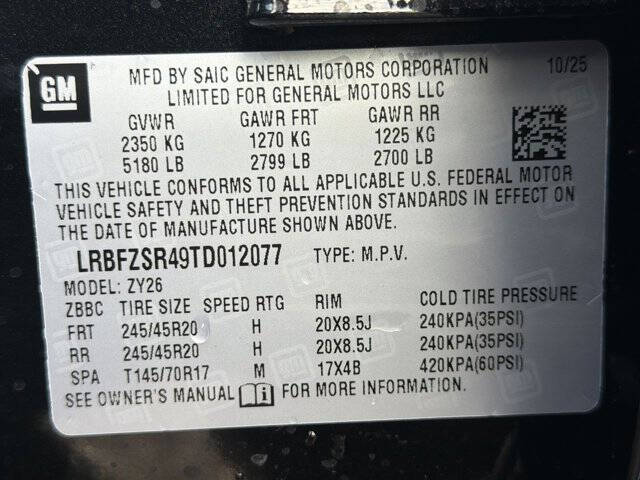 GM
MFD BY SAIC GENERAL MOTORS CORPORATION 10/25
LIMITED FOR GENERAL MOTORS LLC
GVWR GAWR FRT GAWR RR
2350 KG 1270 KG 1225 KG
5180 LB 2799 LB 2700 LB
THIS VEHICLE CONFORMS TO ALL APPLICABLE U.S. FEDERAL MOTOR
VEHICLE SAFETY AND THEFT PREVENTION STANDARDS IN EFFECT ON
THE DATE OF MANUFACTURE SHOWN ABOVE.
LRBFZSR49TD012077 TYPE: M.P.V.
MODEL: ZY26
ZBBC TIRE SIZE SPEED RTG RIM COLD TIRE PRESSURE
FRT 245/45R20 H 20X8.5J 240KPA(35PSI)
RR 245/45R20 H 20X8.5J 240KPA(35PSI)
SPA T145/70R17 M 17X4B 420KPA(60PSI)
SEE OWNER'S MANUAL FOR MORE INFORMATION